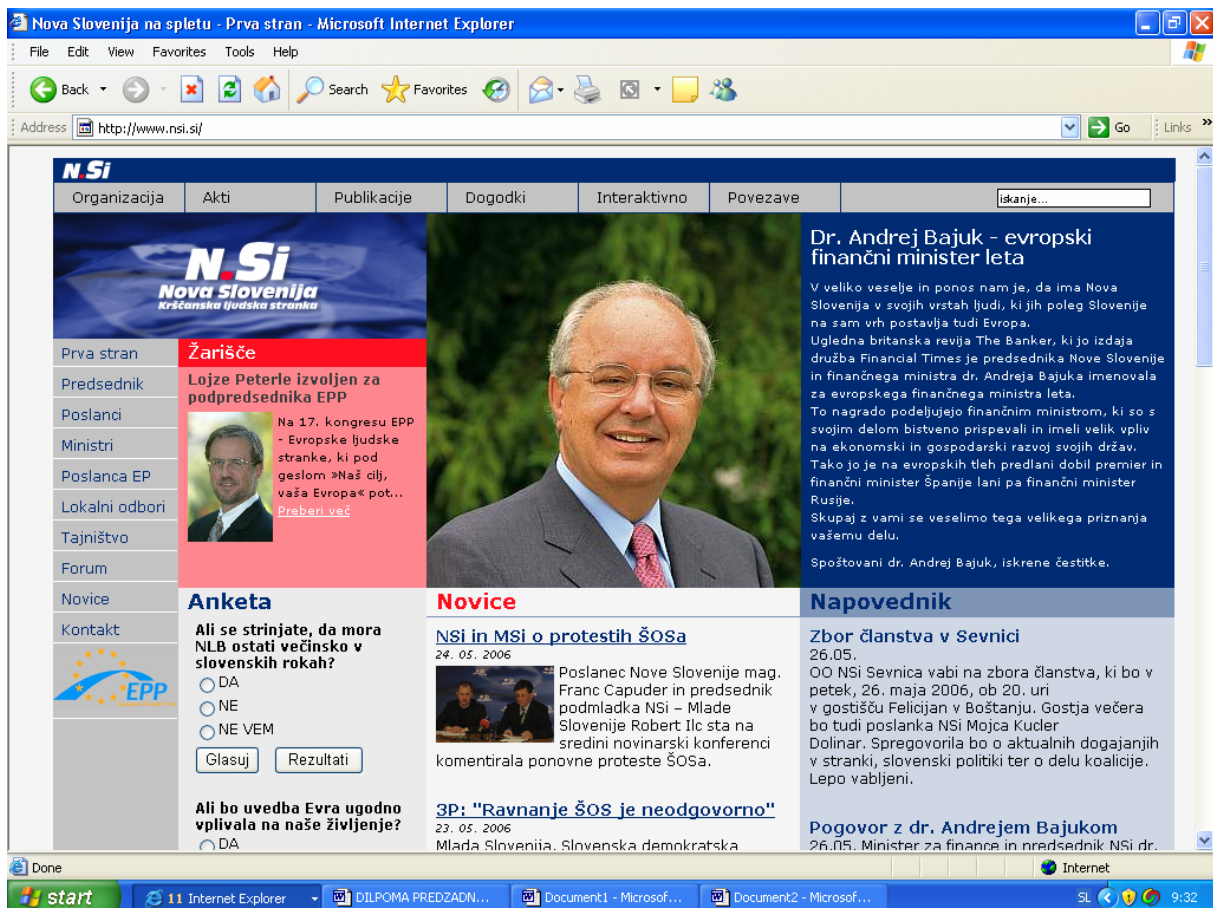 Nova Slovenija na spletu - Prva stran - Microsoft Internet Explorer
File Edit View Favorites Tools Help
Back Search Favorites
Address http://www.nsi.si/ Go Links »
N.Si
Organizacija Akti Publikacije Dogodki Interaktivno Povezave iskanje...
N.Si
Nova Slovenija
Krščanska ljudska stranka
Prva stran
Predsednik
Poslanci
Ministri
Poslanca EP
Lokalni odbori
Tajništvo
Forum
Novice
Kontakt
EPP
Žarišče
Lojze Peterle izvoljen za
podpredsednika EPP
Na 17. kongresu EPP
- Evropske ljudske
stranke, ki pod
geslom »Naš cilj,
vaša Evropa« pot...
Preberi več
Dr. Andrej Bajuk - evropski
finančni minister leta
V veliko veselje in ponos nam je, da ima Nova
Slovenija v svojih vrstah ljudi, ki jih poleg Slovenije
na sam vrh postavlja tudi Evropa.
Ugledna britanska revija The Banker, ki jo izdaja
družba Financial Times je predsednika Nove Slovenije
in finančnega ministra dr. Andreja Bajuka imenovala
za evropskega finančnega ministra leta.
To nagrado podeljujejo finančnim ministrom, ki so s
svojim delom bistveno prispevali in imeli velik vpliv
na ekonomski in gospodarski razvoj svojih držav.
Tako jo je na evropskih tleh predlani dobil premier in
finančni minister Španije lani pa finančni minister
Rusije.
Skupaj z vami se veselimo tega velikega priznanja
vašemu delu.
Spoštovani dr. Andrej Bajuk, iskrene čestitke.
Anketa
Ali se strinjate, da mora
NLB ostati večinsko v
slovenskih rokah?
DA
NE
NE VEM
Glasuj Rezultati
Ali bo uvedba Evra ugodno
vplivala na naše življenje?
DA
Novice
NSi in MSi o protestih ŠOSa
24. 05. 2006
Poslanec Nove Slovenije mag.
Franc Capuder in predsednik
podmladka NSi – Mlade
Slovenije Robert Ilc sta na
sredini novinarski konferenci
komentirala ponovne proteste ŠOSa.
3P: "Ravnanje ŠOS je neodgovorno"
23. 05. 2006
Mlada Slovenija, Slovenska demokratska
Napovednik
Zbor članstva v Sevnici
26.05.
OO NSi Sevnica vabi na zbora članstva, ki bo v
petek, 26. maja 2006, ob 20. uri
v gostišču Felicijan v Boštanju. Gostja večera
bo tudi poslanka NSi Mojca Kucler
Dolinar. Spregovorila bo o aktualnih dogajanjih
v stranki, slovenski politiki ter o delu koalicije.
Lepo vabljeni.
Pogovor z dr. Andrejem Bajukom
26.05. Minister za finance in predsednik NSi dr.
Done Internet
start 11 Internet Explorer DILPOMA PREDZADN... Document1 - Microsof... Document2 - Microsof... SL 9:32